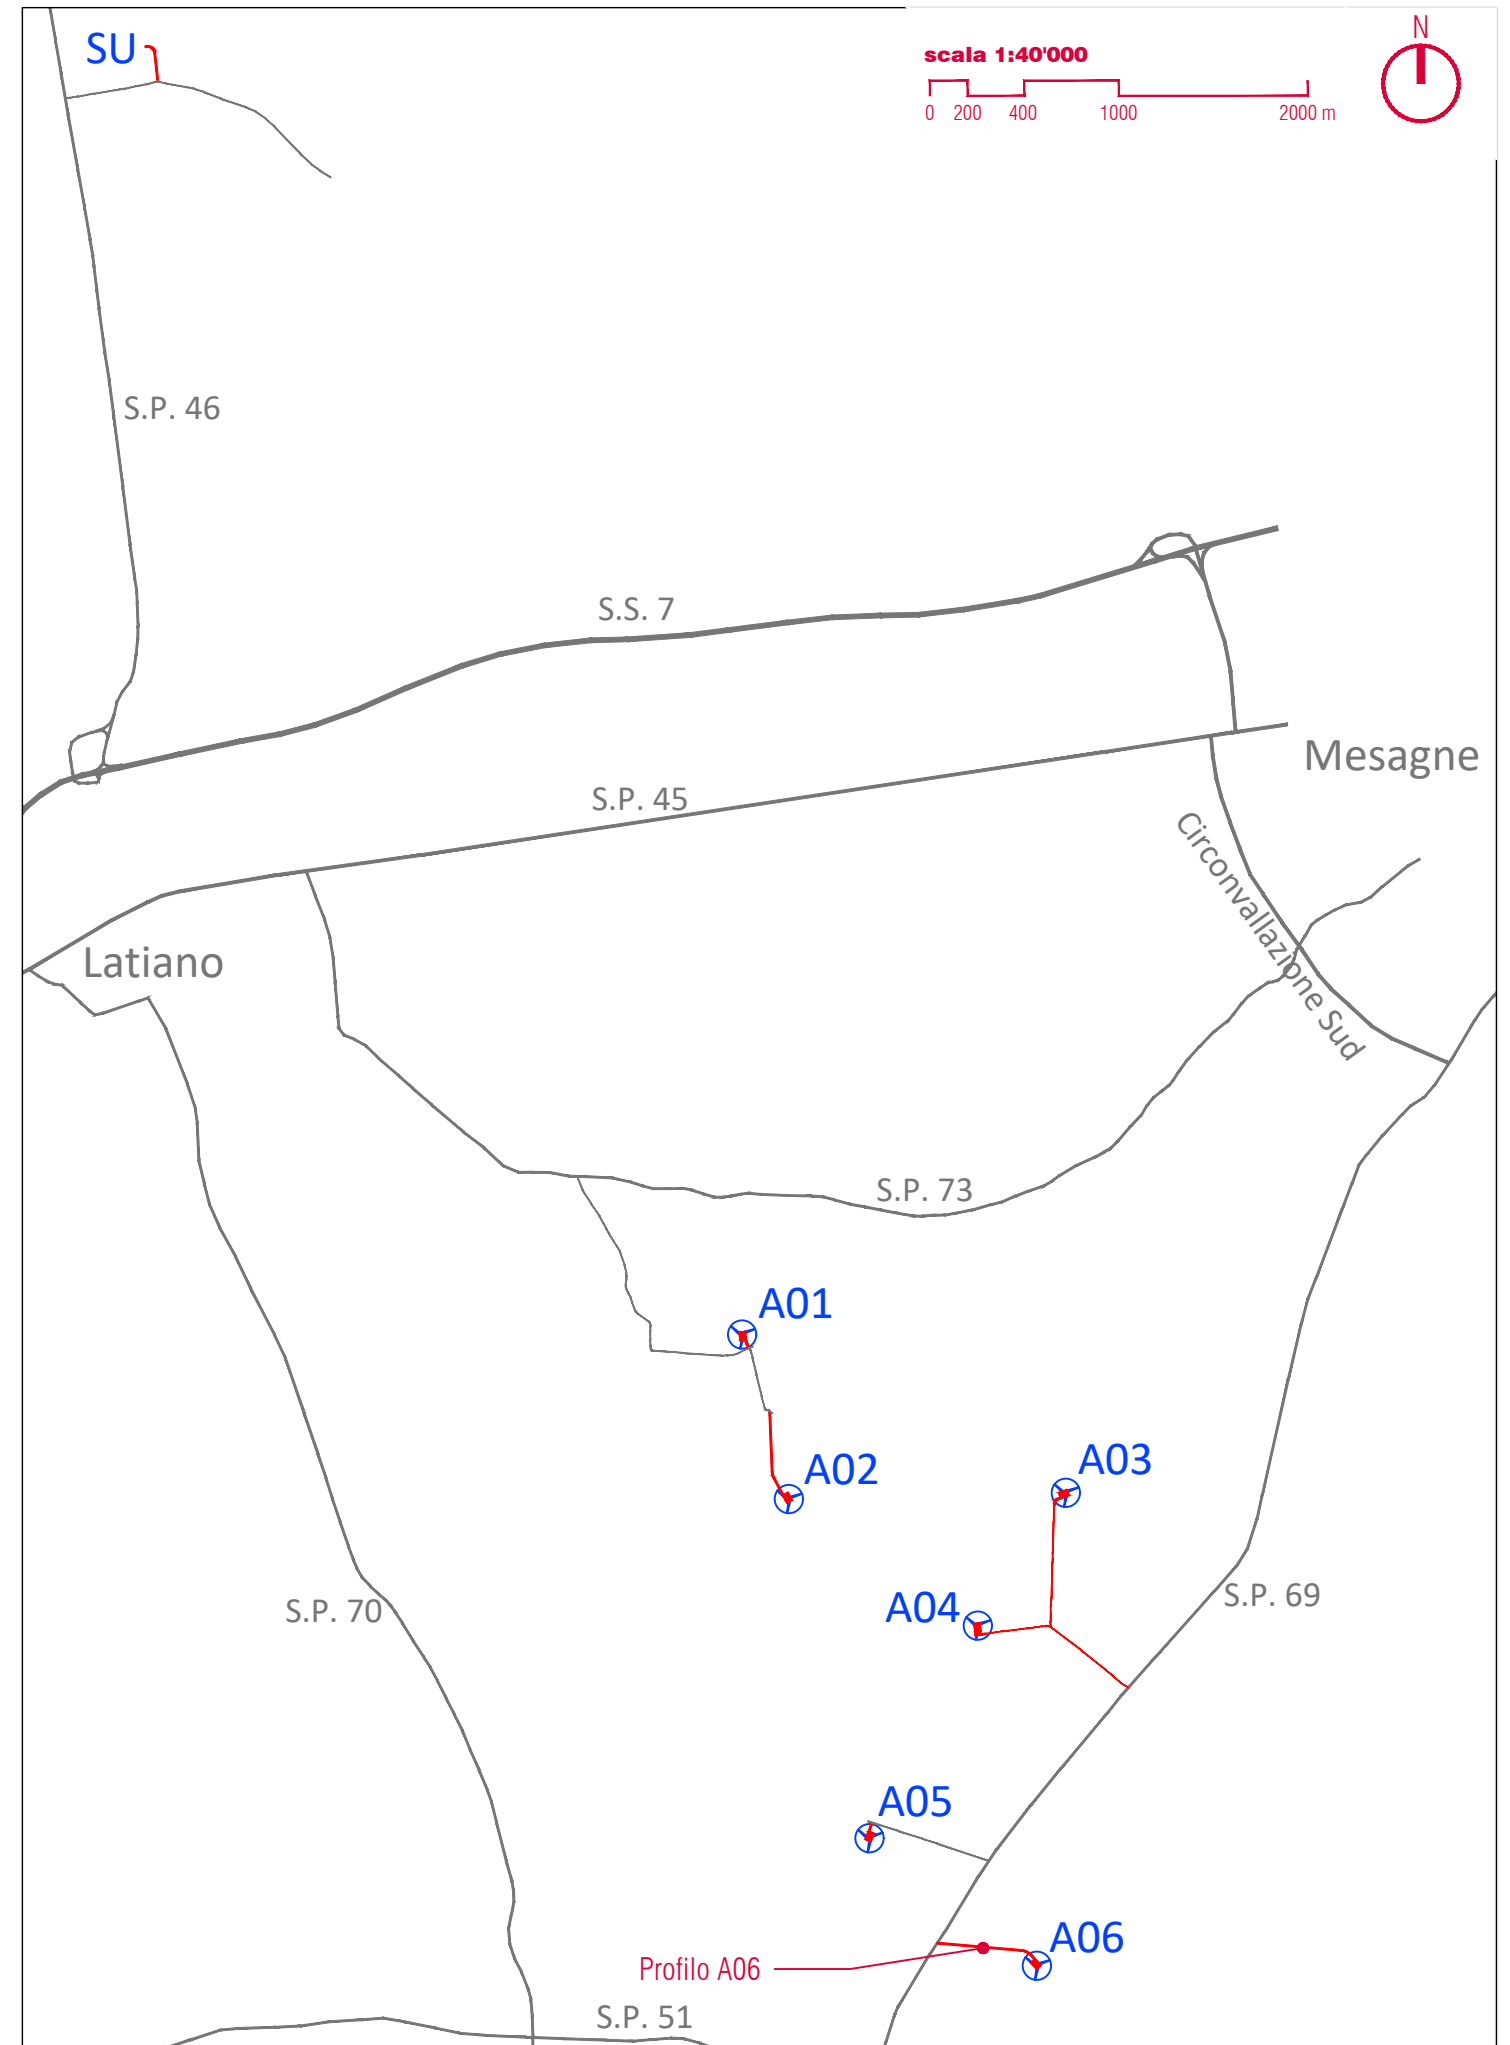 SU
N
scala 1:40'000
0 200 400 1000 2000 m
S.P. 46
S.S. 7
Mesagne
S.P. 45
Circonvallazione Sud
Latiano
S.P. 73
A01
A02
A03
A04
S.P. 69
S.P. 70
A05
A06
Profilo A06
S.P. 51